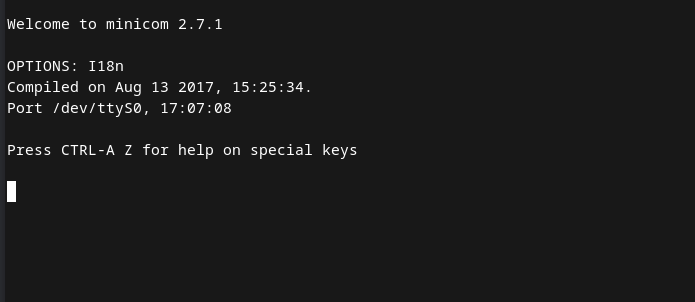 Welcome to minicom 2.7.1
OPTIONS: I18n
Compiled on Aug 13 2017, 15:25:34.
Port /dev/ttyS0, 17:07:08
Press CTRL-A Z for help on special keys